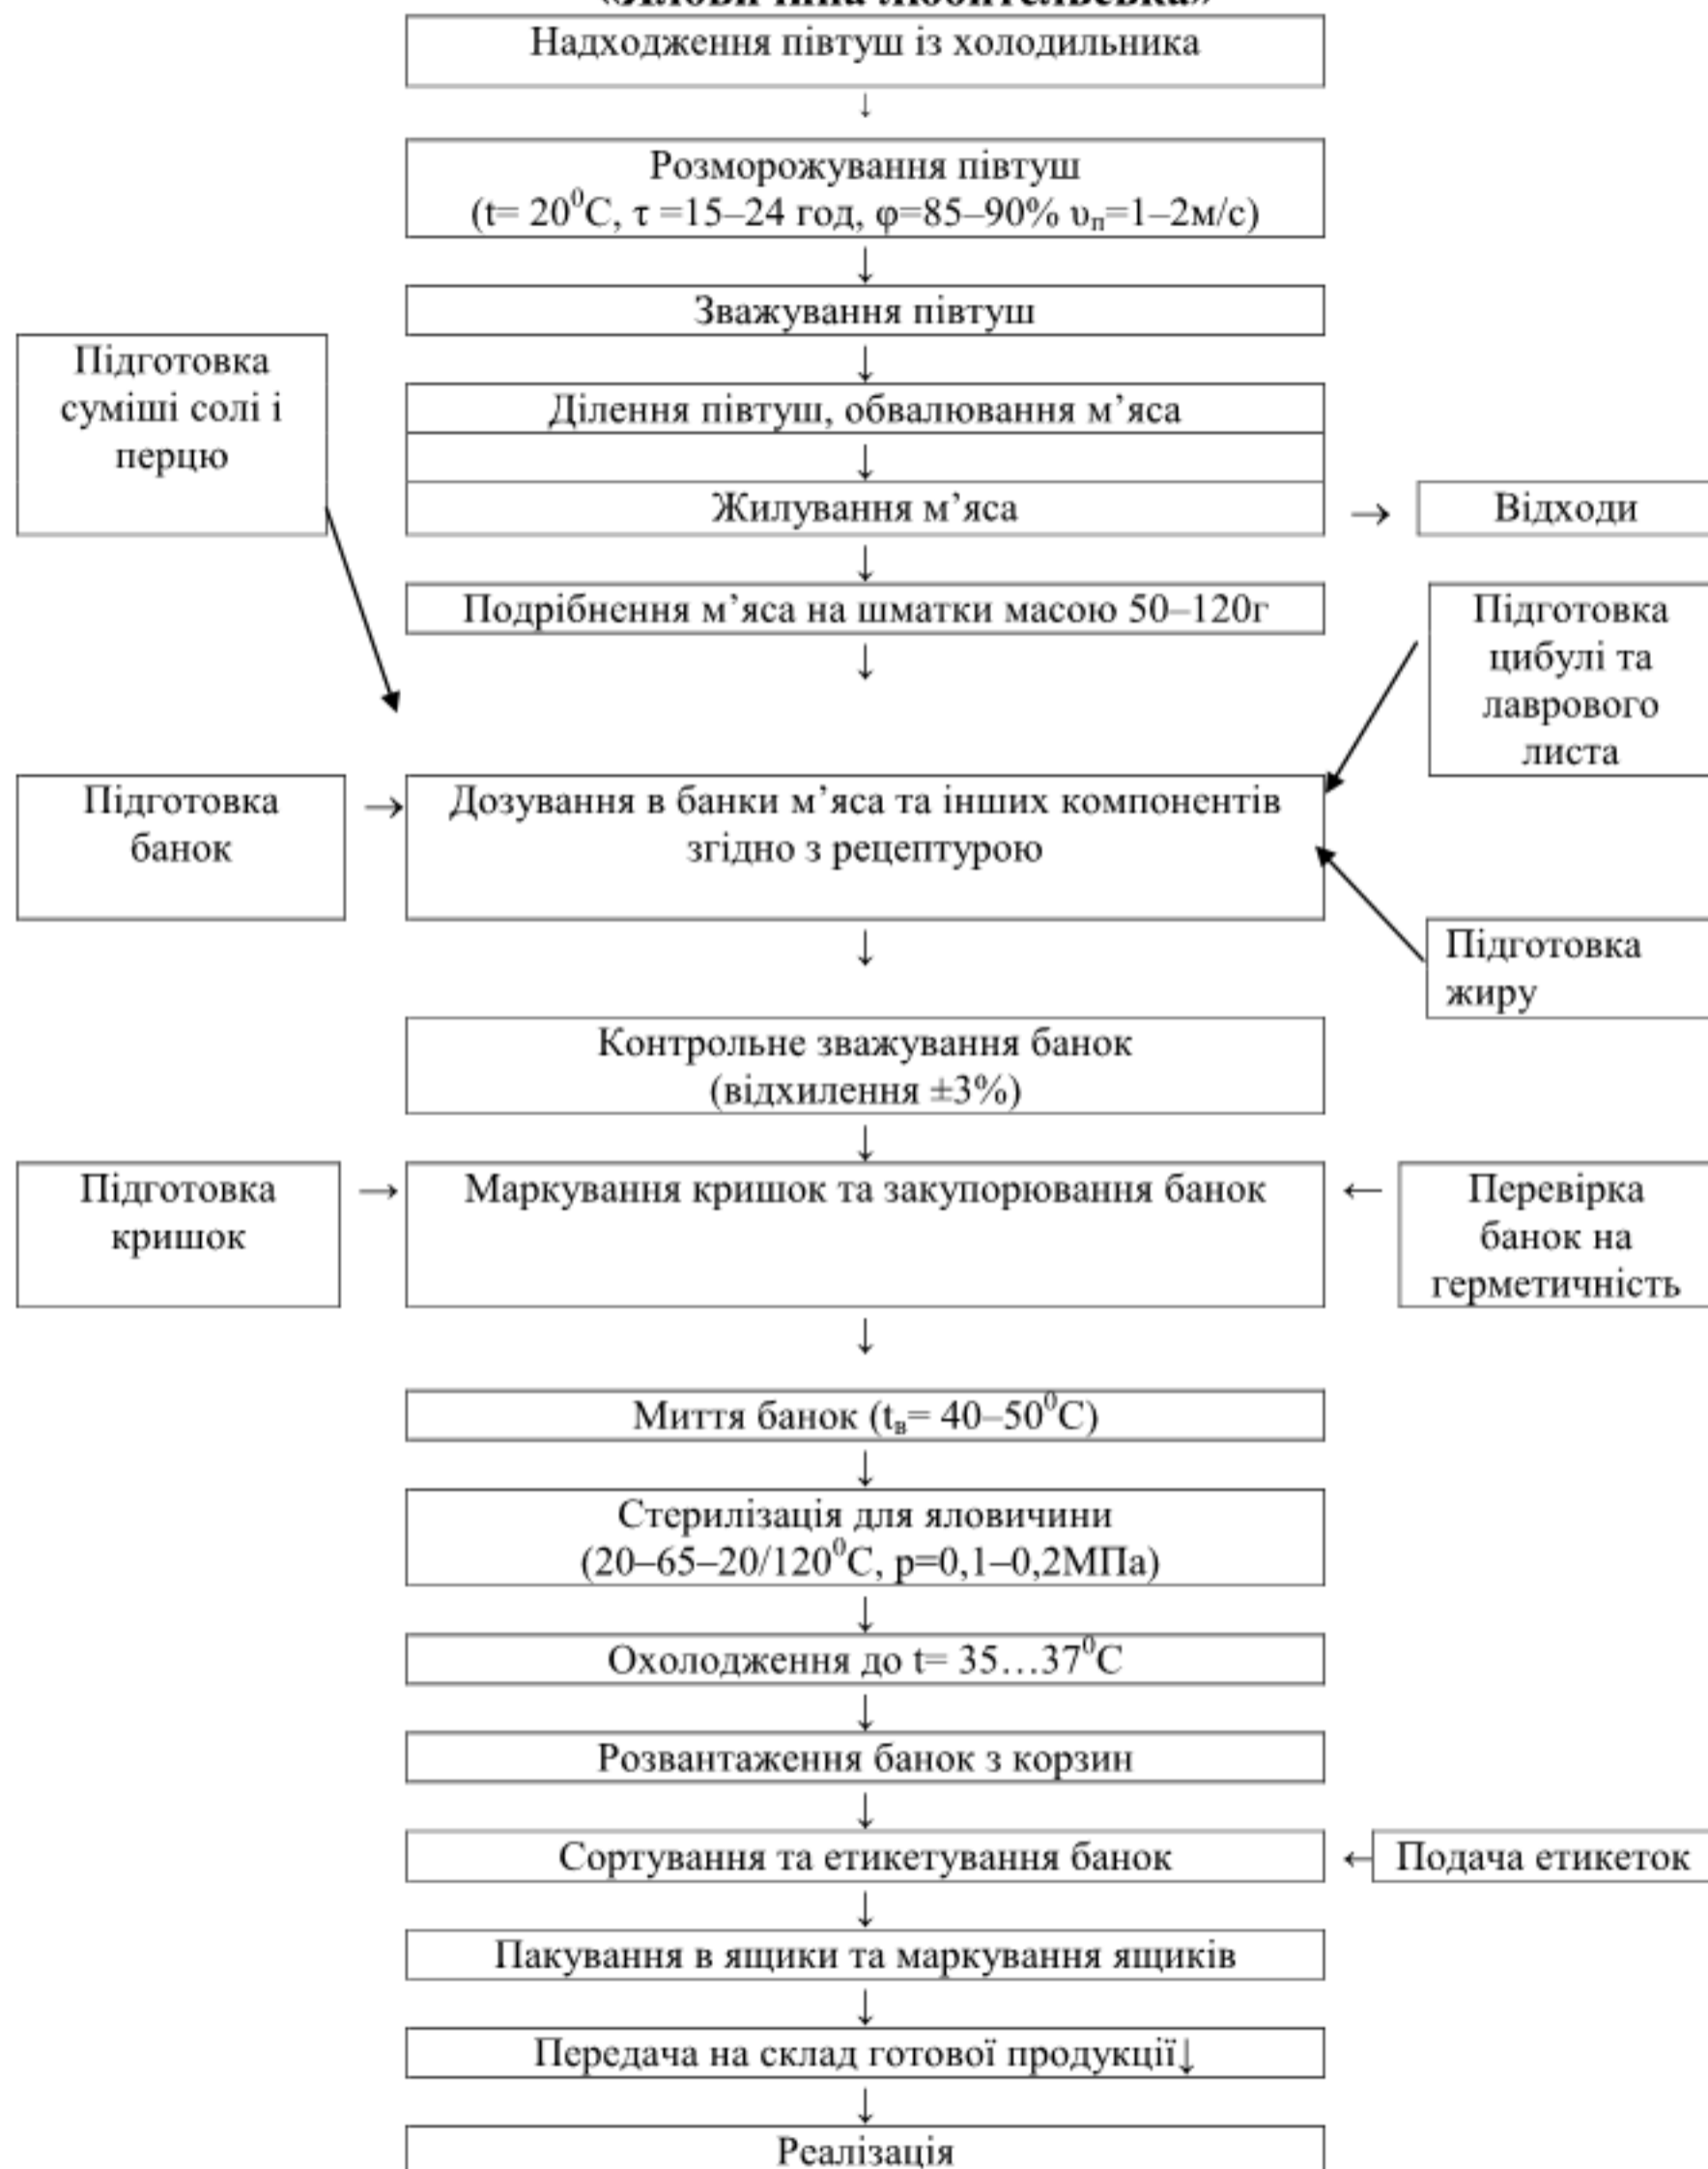 Надходження півтуш із холодильника
↓
Розморожування півтуш
(t= 20⁰С, τ =15–24 год, φ=85–90% υₚ=1–2м/с)
↓
Зважування півтуш
↓
Підготовка
суміші солі і
перцю
Ділення півтуш, обвалювання м’яса
↓
Жилування м’яса
→
Відходи
↓
Подрібнення м’яса на шматки масою 50–120г
↓
Підготовка
цибулі та
лаврового
листа
Підготовка
банок
→
Дозування в банки м’яса та інших компонентів
згідно з рецептурою
↓
Підготовка
жиру
Контрольне зважування банок
(відхилення ±3%)
↓
Підготовка
кришок
→
Маркування кришок та закупорювання банок
←
Перевірка
банок на
герметичність
↓
Миття банок (tв= 40–50⁰С)
↓
Стерилізація для яловичини
(20–65–20/120⁰С, р=0,1–0,2МПа)
↓
Охолодження до t= 35…37⁰С
↓
Розвантаження банок з корзин
↓
Сортування та етикетування банок
←
Подача етикеток
↓
Пакування в ящики та маркування ящиків
↓
Передача на склад готової продукції↓
↓
Реалізація